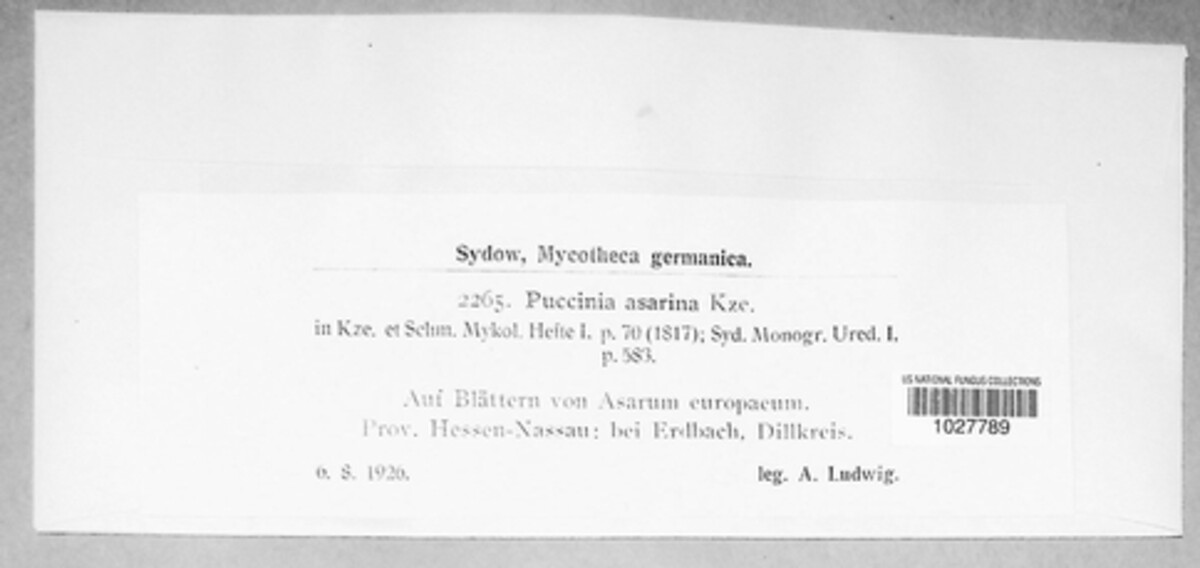 Sydow, Mycotheca germanica.
2265. Puccinia asarina Kze.
in Kze. et Schm. Mykol. Hefte I. p. 70 (1817); Syd. Monogr. Ured. I.
p. 583.
Auf Blättern von Asarum europaeum.
Prov. Hessen-Nassau: bei Erdbach, Dillkreis.
6. 8. 1926.
leg. A. Ludwig.
US NATIONAL FUNGUS COLLECTIONS
1027789